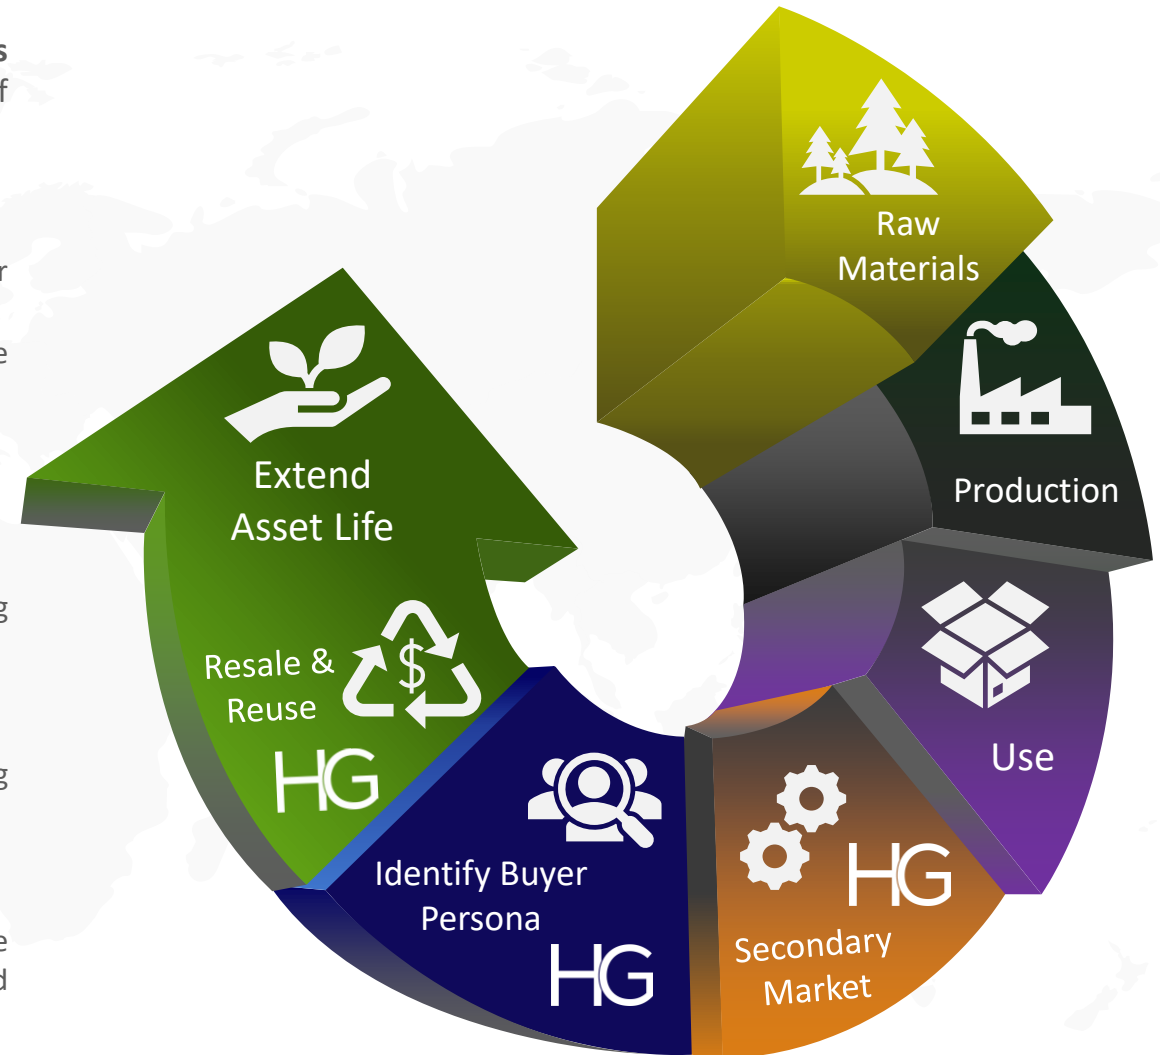 s
f
r
e
g
g
e
d
Raw
Materials
Production
Use
HG
Secondary
Market
Identify Buyer
Persona
HG
Resale &
Reuse
$
HG
Extend
Asset Life